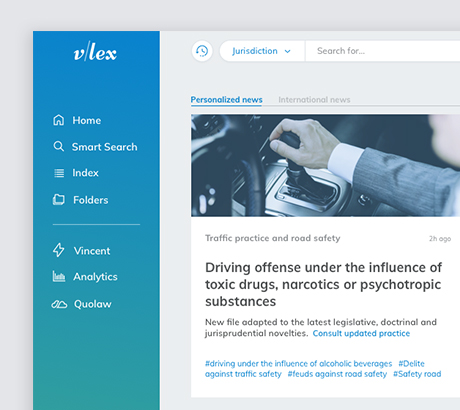 v/lex
Home
Smart Search
Index
Folders
Vincent
Analytics
Quolaw
Jurisdiction
Search for...
Personalized news
International news
Traffic practice and road safety
2h ago
Driving offense under the influence of
toxic drugs, narcotics or psychotropic
substances
New file adapted to the latest legislative, doctrinal and
jurisprudential novelties. Consult updated practice
#driving under the influence of alcoholic beverages #Delite
against traffic safety #feuds against road safety #Safety road